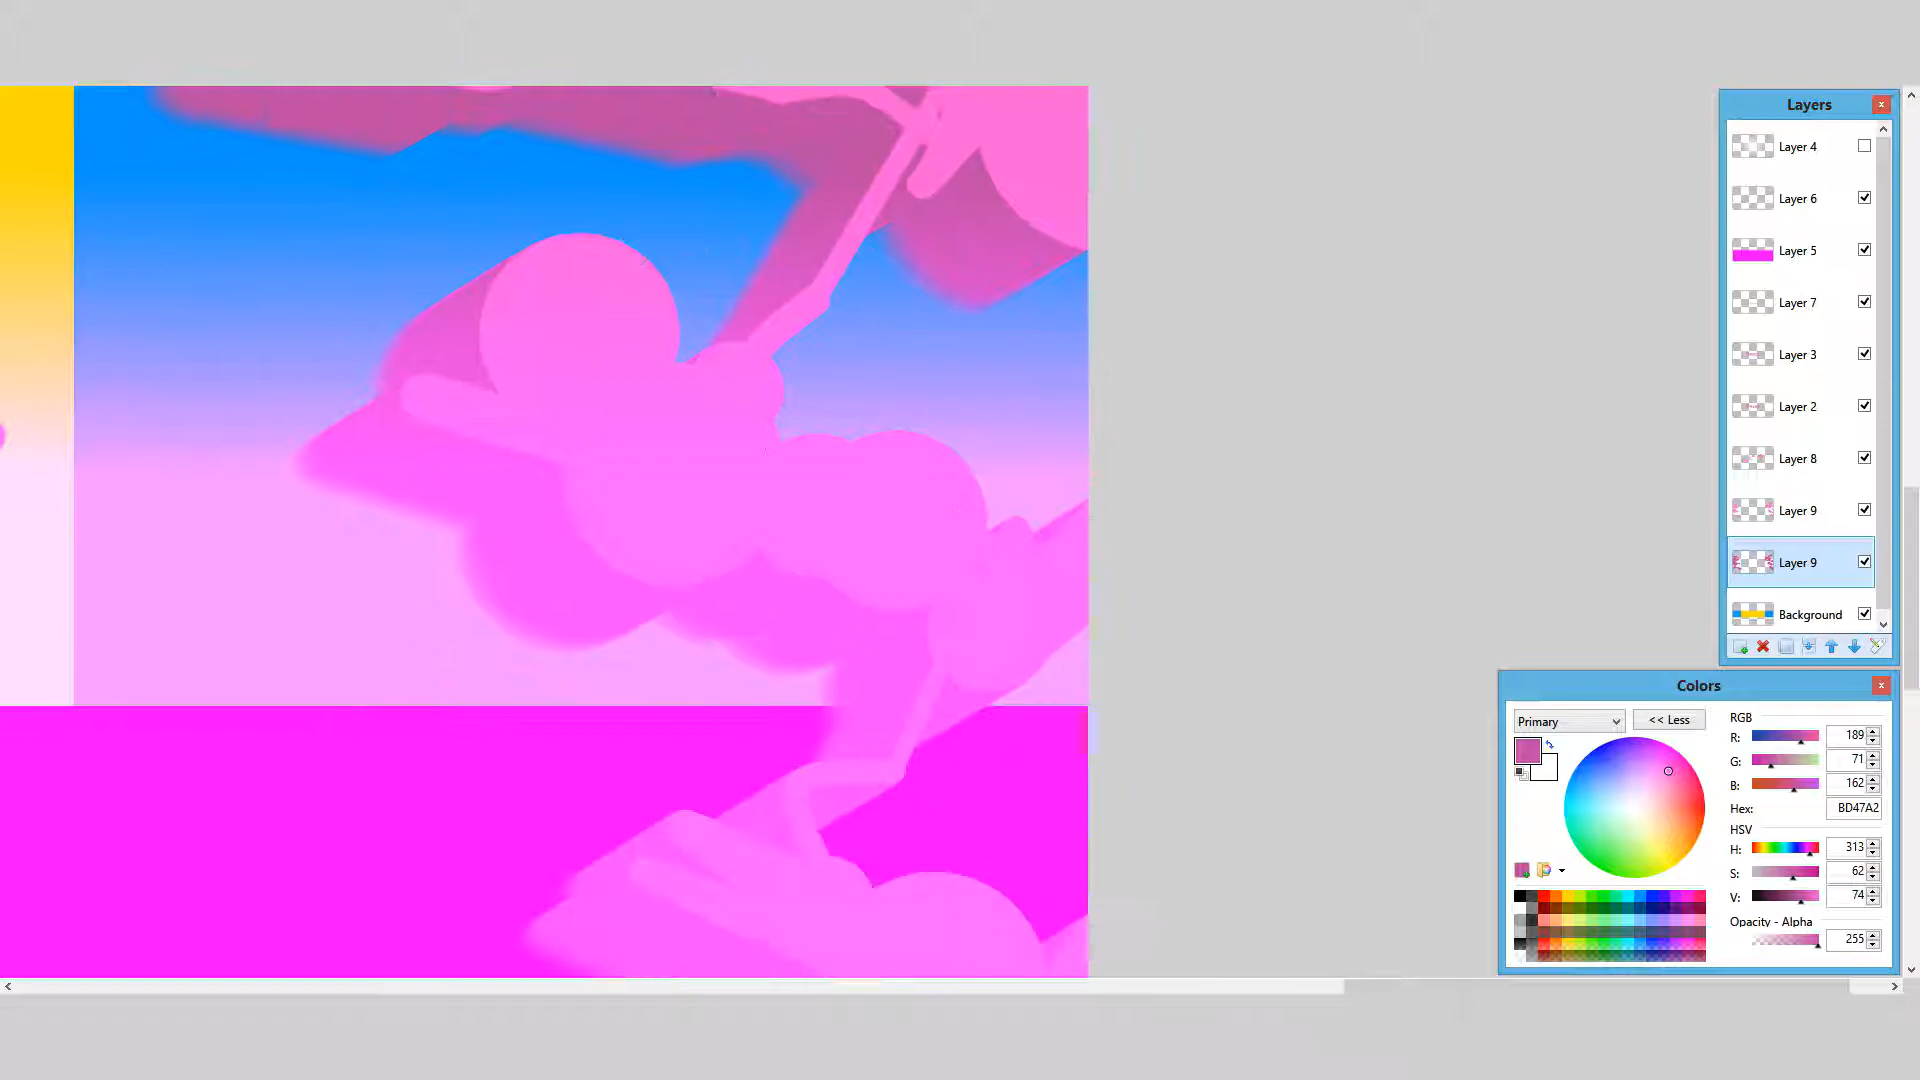 Layers
Layer 4
Layer 6
Layer 5
Layer 7
Layer 3
Layer 2
Layer 8
Layer 9
Layer 9
Background
Colors
Primary
<< Less
RGB
R: 189
G: 71
B: 162
Hex: BD47A2
HSV
H: 313
S: 62
V: 74
Opacity - Alpha
255